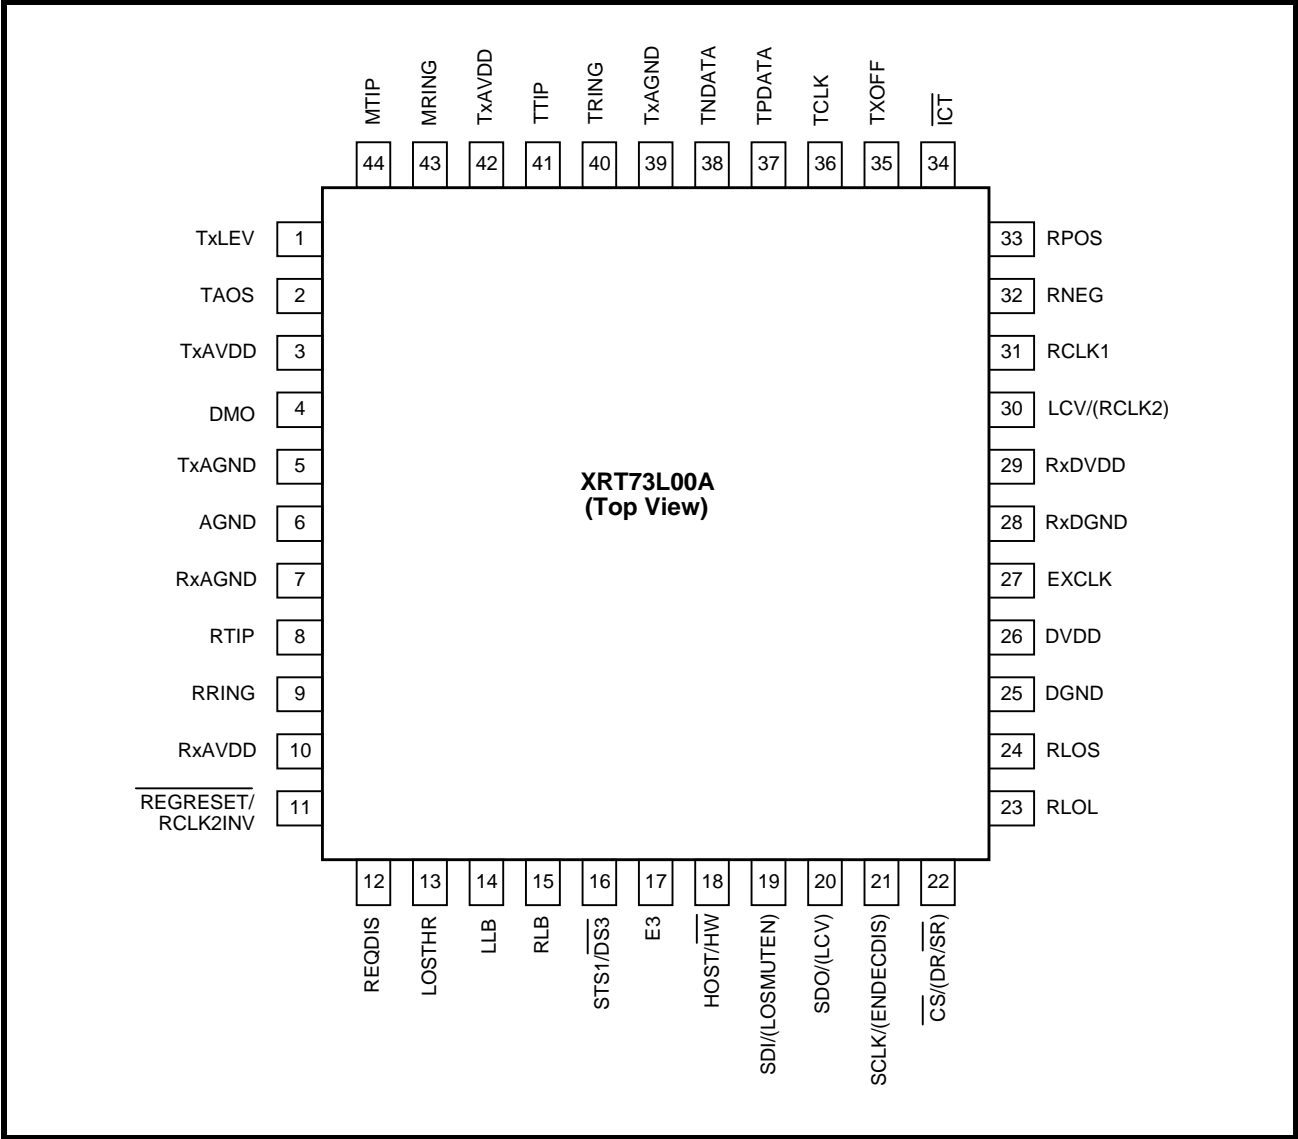 MTIP
MRING
TxAVDD
TTIP
TRING
TxAGND
TNDATA
TPDATA
TCLK
TXOFF
ICT
44 43 42 41 40 39 38 37 36 35 34
TxLEV 1
TAOS 2
TxAVDD 3
DMO 4
TxAGND 5
AGND 6
RxAGND 7
RTIP 8
RRING 9
RxAVDD 10
REGRESET/
RCLK2INV 11
XRT73L00A
(Top View)
33 RPOS
32 RNEG
31 RCLK1
30 LCV/(RCLK2)
29 RxDVDD
28 RxDGND
27 EXCLK
26 DVDD
25 DGND
24 RLOS
23 RLOL
12 13 14 15 16 17 18 19 20 21 22
REQDIS
LOSTHR
LLB
RLB
STS1/DS3
E3
HOST/HW
SDI/(LOSMUTEN)
SDO/(LCV)
SCLK/(ENDECDIS)
CS/(DR/SR)